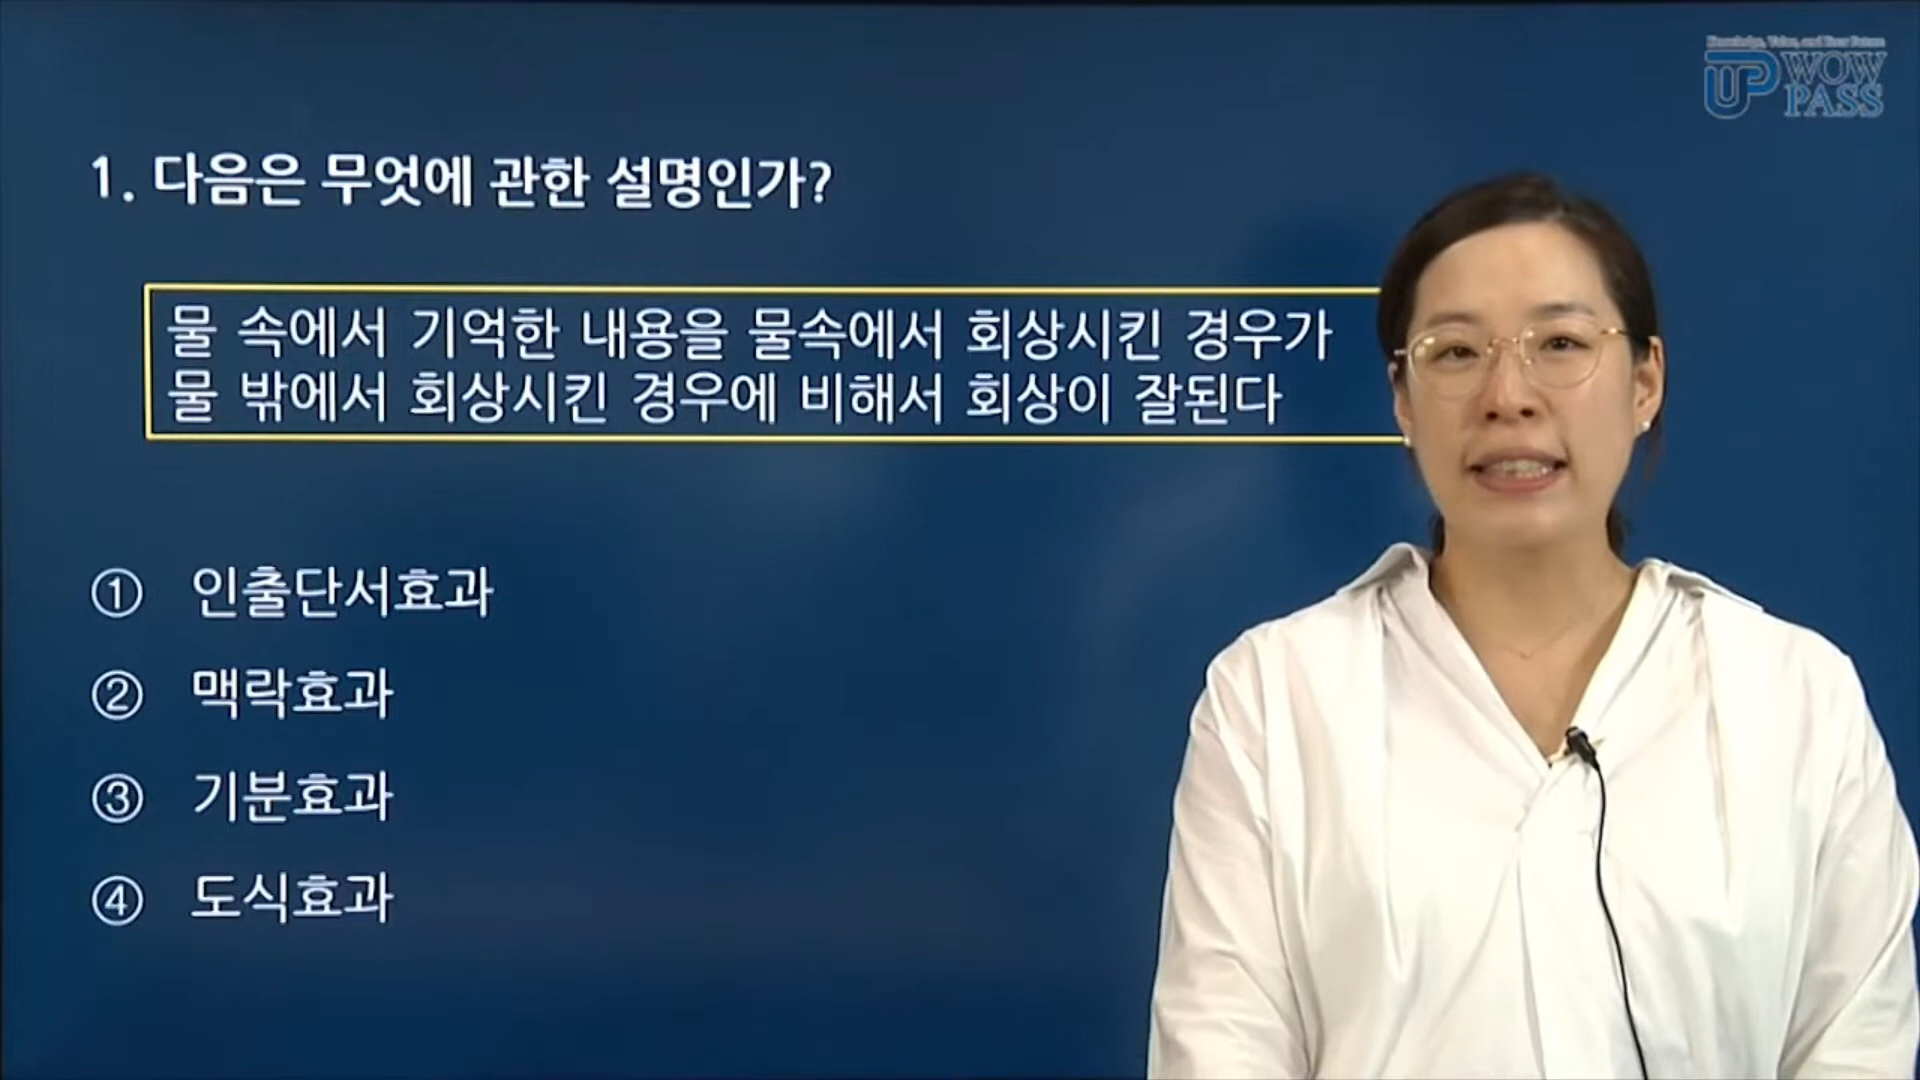 UP WOW
PASS
1. 다음은 무엇에 관한 설명인가?
물 속에서 기억한 내용을 물속에서 회상시킨 경우가
물 밖에서 회상시킨 경우에 비해서 회상이 잘된다
① 인출단서효과
② 맥락효과
③ 기분효과
④ 도식효과